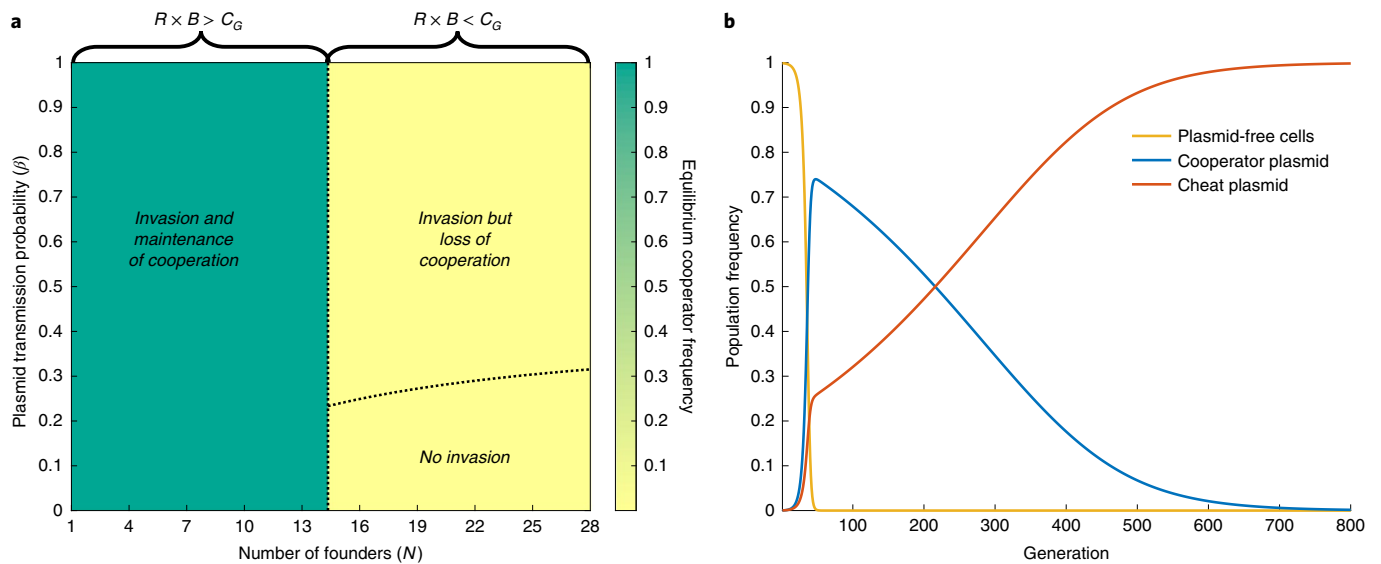 a
R × B > C_G
R × B < C_G
1
0.9
0.8
0.7
0.6
0.5
0.4
0.3
0.2
0.1
0
Plasmid transmission probability (β)
Invasion and
maintenance
of cooperation
Invasion but
loss of
cooperation
No invasion
1
4
7
10
13
16
19
22
25
28
Number of founders (N)
1
0.9
0.8
0.7
0.6
0.5
0.4
0.3
0.2
0.1
Equilibrium cooperator frequency
b
1
0.9
0.8
0.7
0.6
0.5
0.4
0.3
0.2
0.1
0
Population frequency
Plasmid-free cells
Cooperator plasmid
Cheat plasmid
100
200
300
400
500
600
700
800
Generation